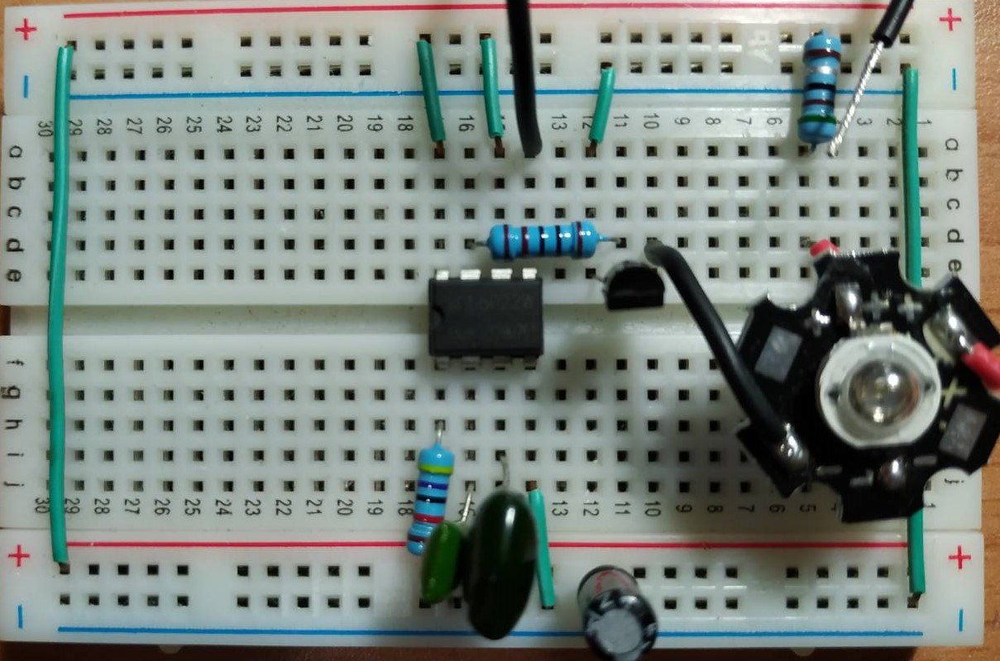 + +
- -
30 29 28 27 26 25 24 23 22 21 20 19 18 16 13 12 11 10 9 8 7 6 3 2 1
a a
b b
c c
d d
e e
+ +
f
g
h
i
j j
30 29 28 27 26 25 24 23 22 21 20 19 18 13 12 11 10 9 8 7 6 5 1
+ +
- -